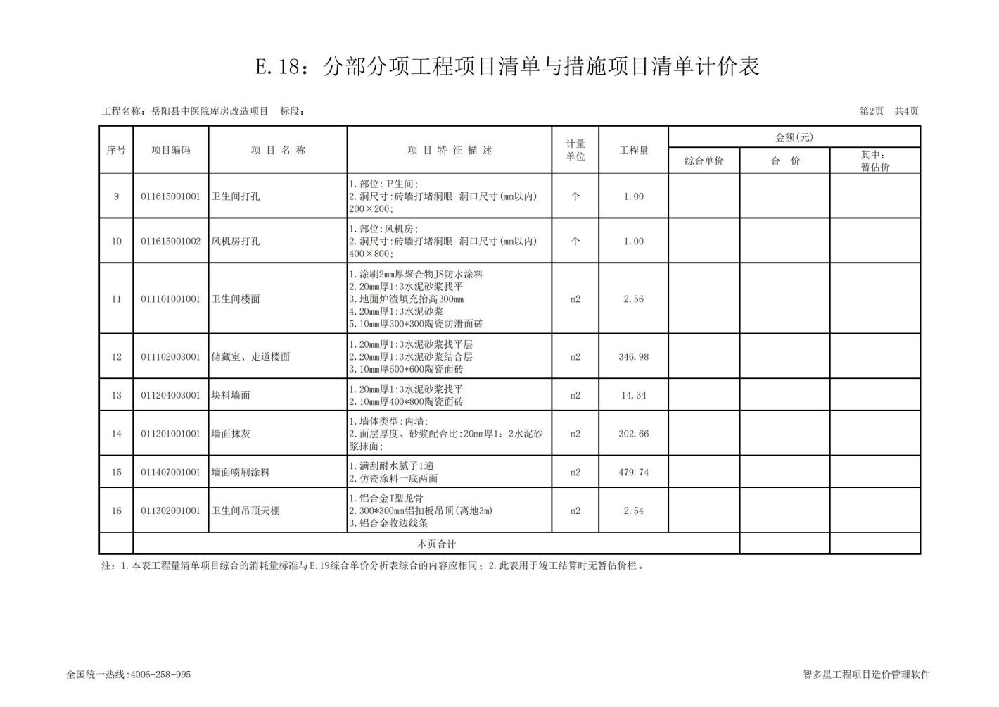 E.18：分部分项工程项目清单与措施项目清单计价表
工程名称：岳阳县中医院库房改造项目 标段：
第2页 共4页
序号 项目编码 项 目 名 称 项 目 特 征 描 述 计量单位 工程量 金额(元)
综合单价 合 价 其中：暂估价
9 011615001001 卫生间打孔 1.部位:卫生间;
2.洞尺寸:砖墙打堵洞眼 洞口尺寸(mm以内)
200×200; 个 1.00
10 011615001002 风机房打孔 1.部位:风机房;
2.洞尺寸:砖墙打堵洞眼 洞口尺寸(mm以内)
400×800; 个 1.00
11 011101001001 卫生间楼面 1.涂刷2mm厚聚合物JS防水涂料
2.20mm厚1:3水泥砂浆找平
3.地面炉渣填充抬高300mm
4.20mm厚1:3水泥砂浆
5.10mm厚300*300陶瓷防滑面砖 m2 2.56
12 011102003001 储藏室、走道楼面 1.20mm厚1:3水泥砂浆找平层
2.20mm厚1:3水泥砂浆结合层
3.10mm厚600*600陶瓷面砖 m2 346.98
13 011204003001 块料墙面 1.20mm厚1:3水泥砂浆找平
2.10mm厚400*800陶瓷面砖 m2 14.34
14 011201001001 墙面抹灰 1.墙体类型:内墙;
2.面层厚度、砂浆配合比:20mm厚1：2水泥砂
浆抹面; m2 302.66
15 011407001001 墙面喷刷涂料 1.满刮耐水腻子1遍
2.仿瓷涂料一底两面 m2 479.74
16 011302001001 卫生间吊顶天棚 1.铝合金T型龙骨
2.300*300mm铝扣板吊顶(离地3m)
3.铝合金收边线条 m2 2.54
本页合计
注：1.本表工程量清单项目综合的消耗量标准与E.19综合单价分析表综合的内容应相同；2.此表用于竣工结算时无暂估价栏。
全国统一热线:4006-258-995
智多星工程项目造价管理软件